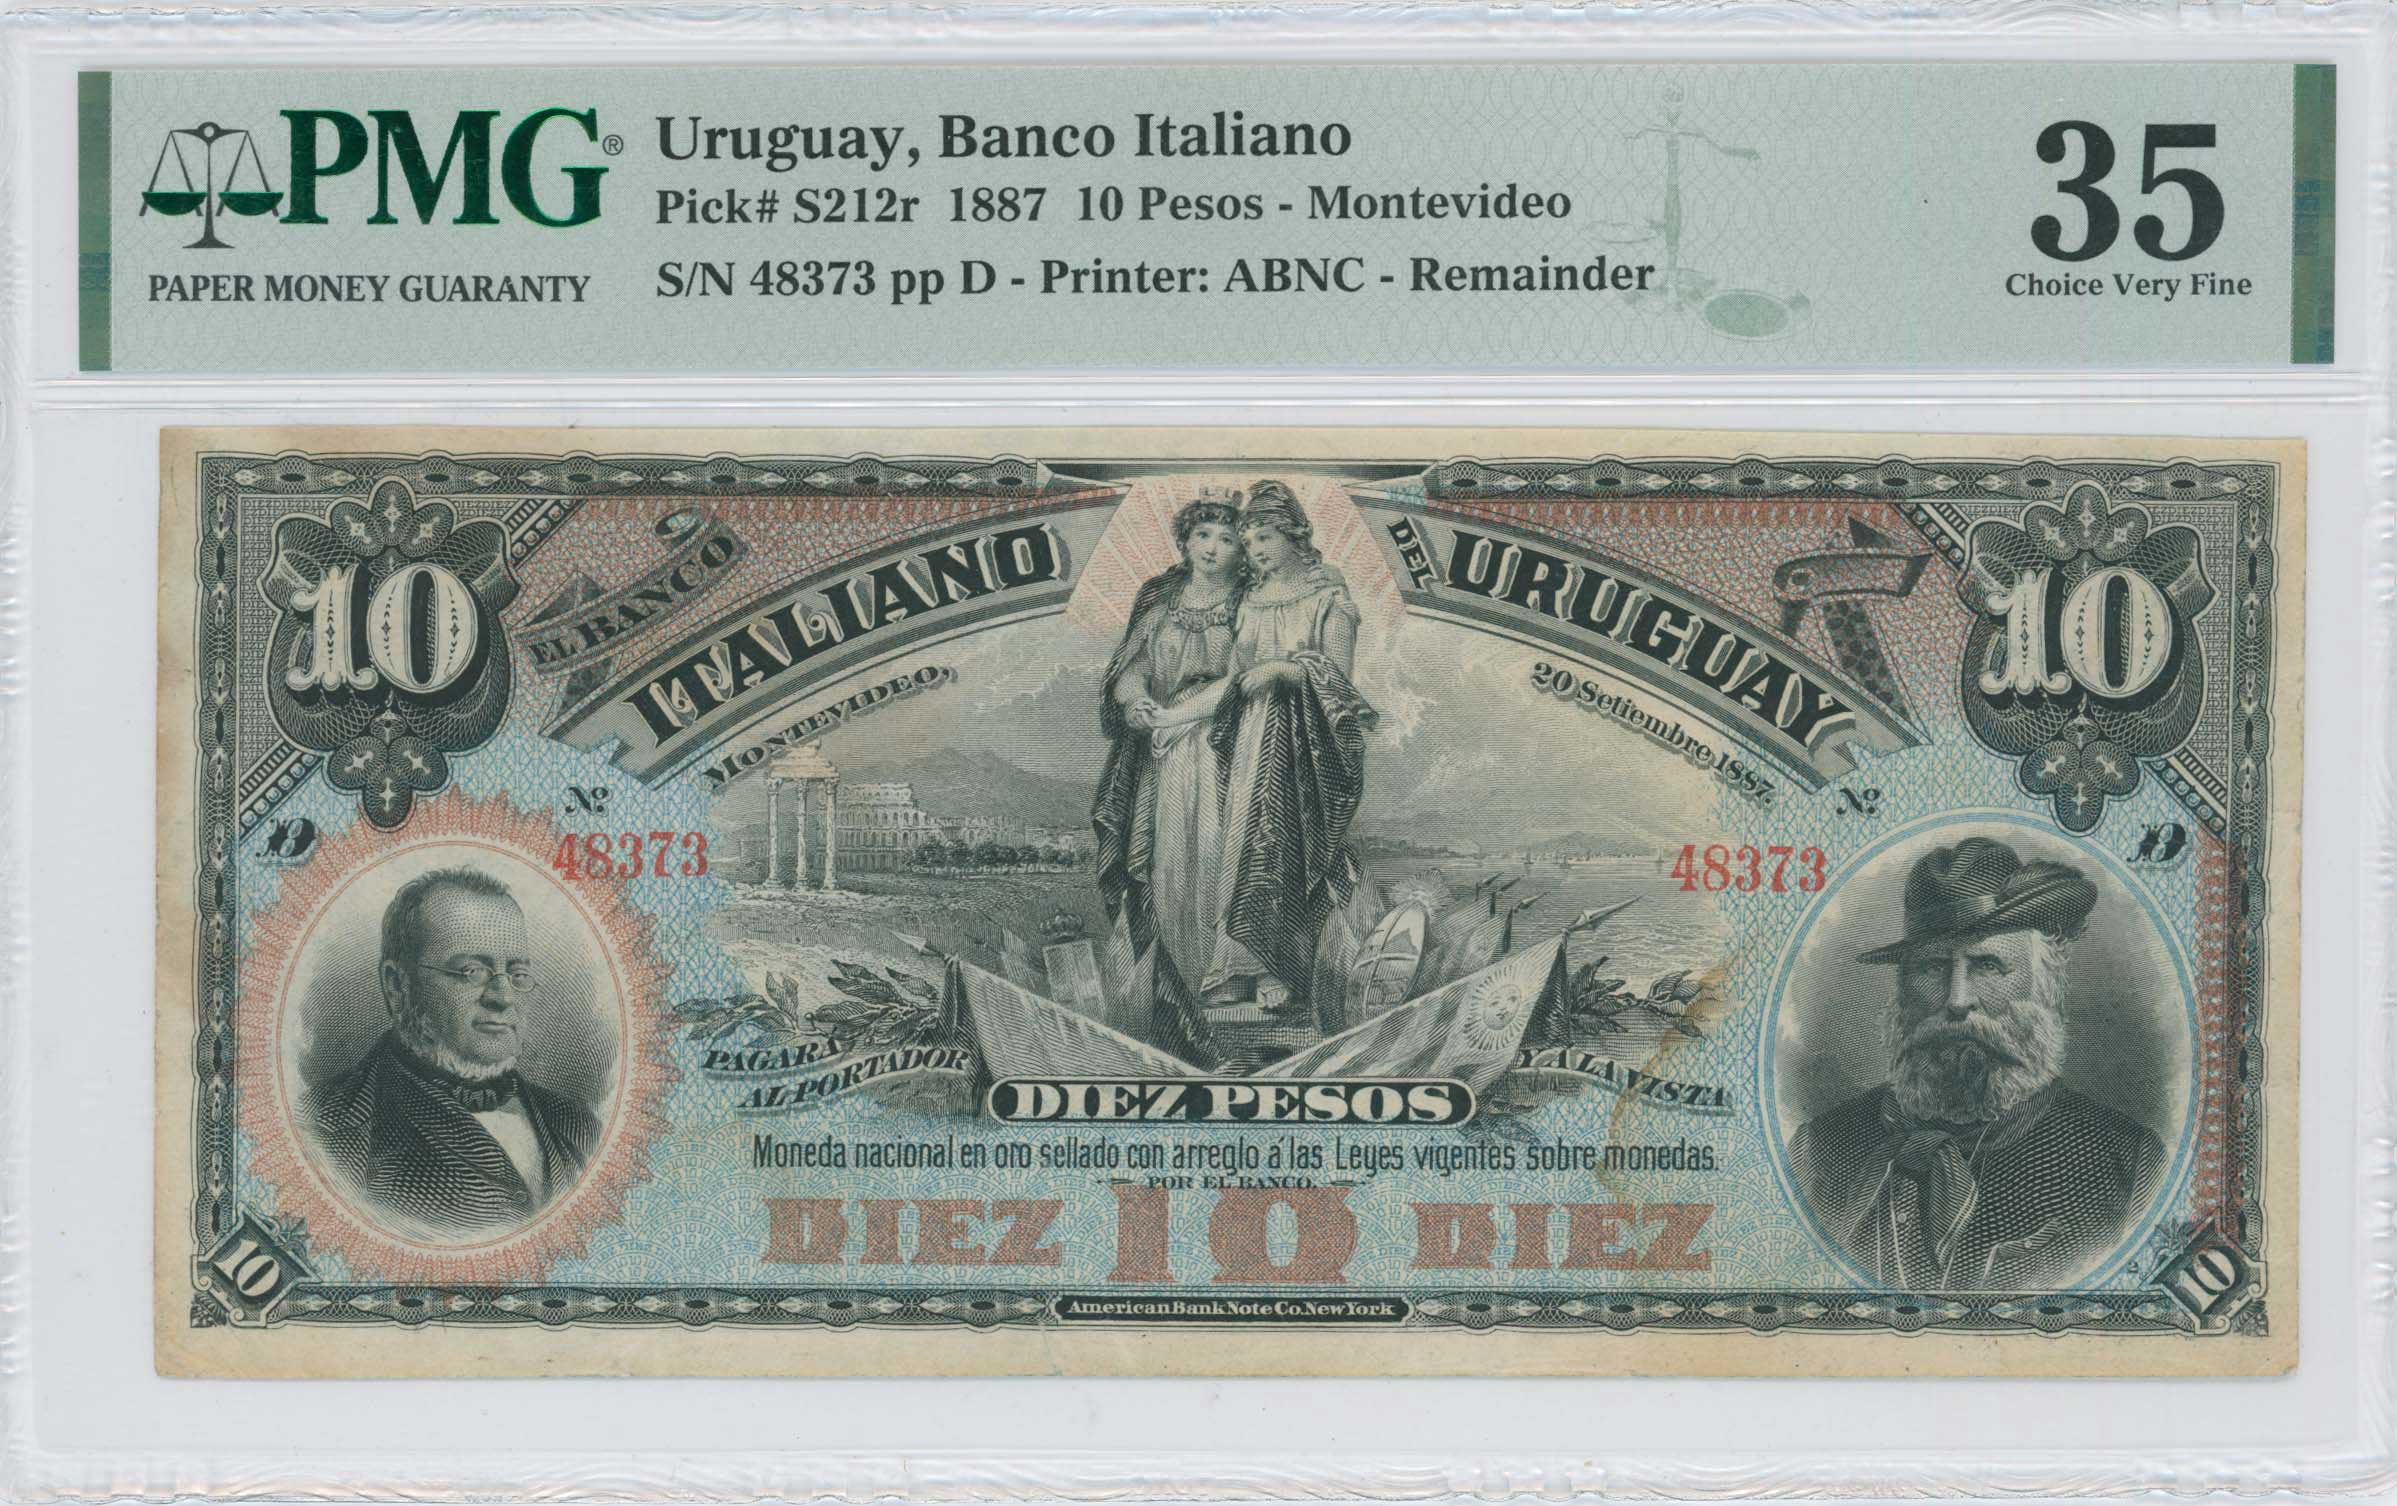 PMG®
PAPER MONEY GUARANTY
Uruguay, Banco Italiano
Pick# S212r 1887 10 Pesos - Montevideo
S/N 48373 pp D - Printer: ABNC - Remainder
35
Choice Very Fine
10
EL BANCO
ITALIANO
DEL
URUGUAY
10
MONTEVIDEO,
20 Setiembre 1887.
Nº
48373
Nº
48373
PAGARA
AL PORTADOR
Y A LA VISTA
DIEZ PESOS
Moneda nacional en oro sellado con arreglo á las Leyes vigentes sobre monedas.
POR EL BANCO.
DIEZ 10 DIEZ
10
10
American Bank Note Co. New York